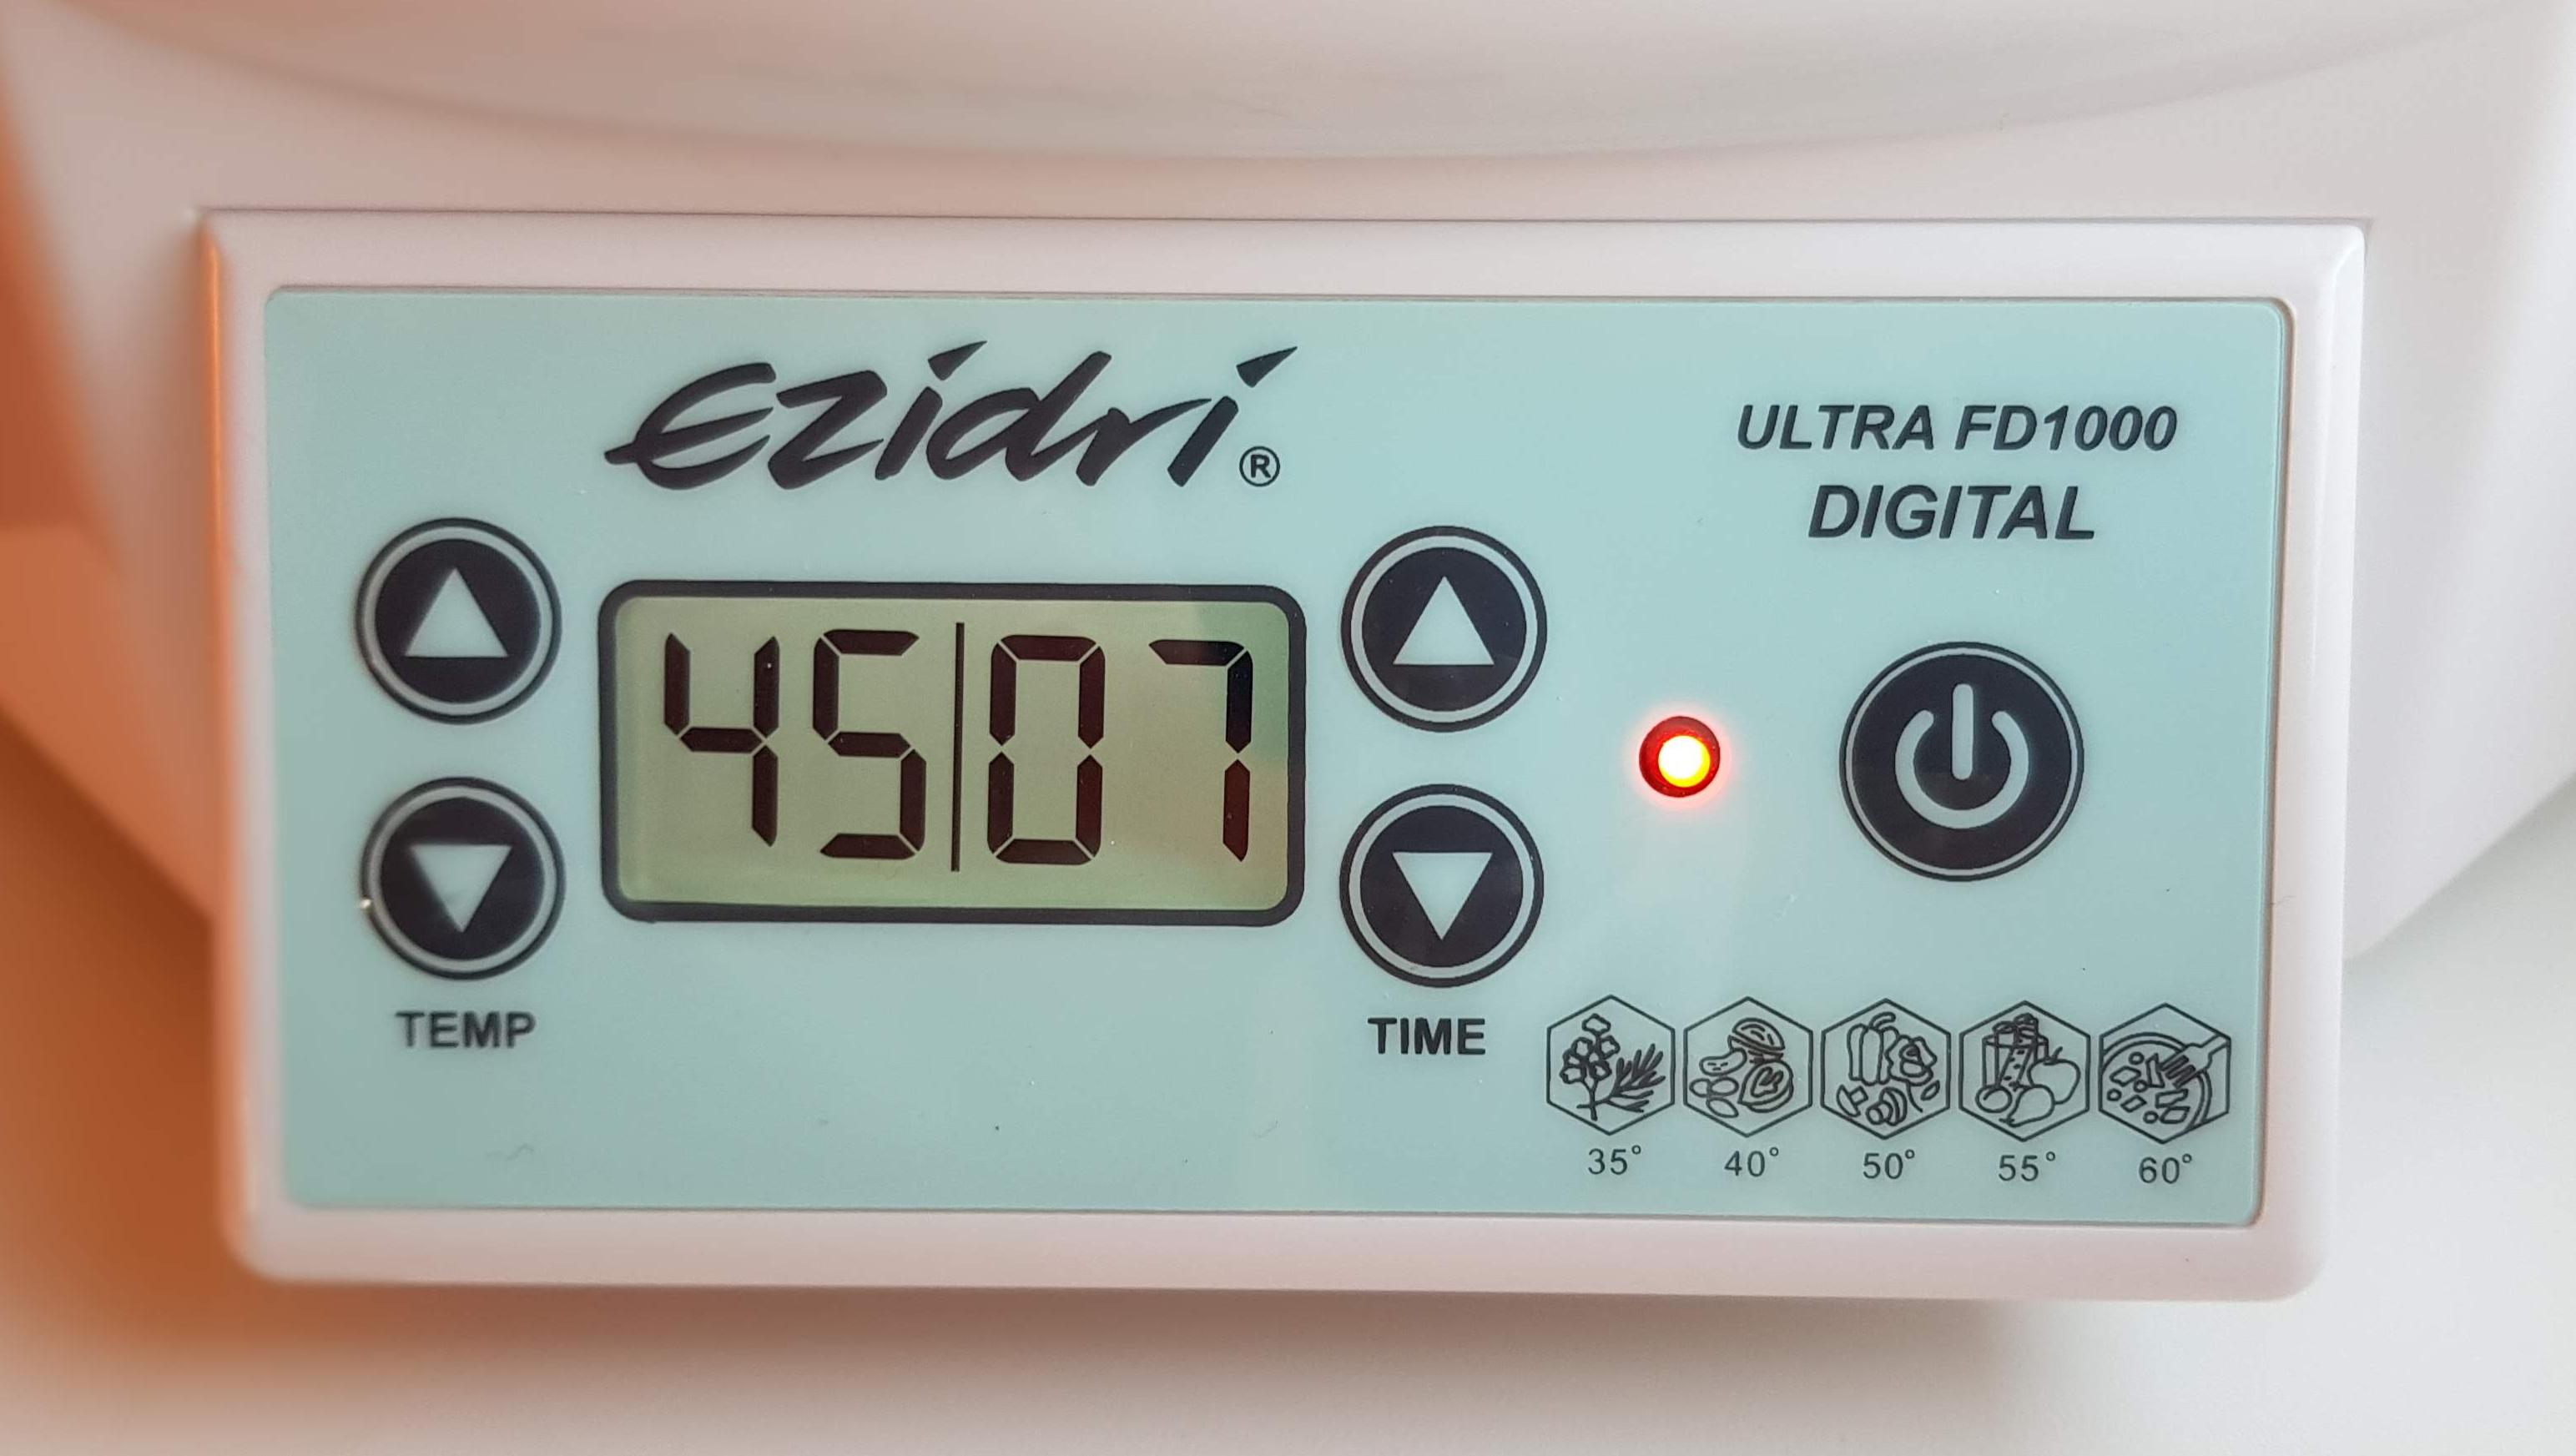 Ezidri®
ULTRA FD1000
DIGITAL
45|07
TEMP
TIME
35° 40° 50° 55° 60°